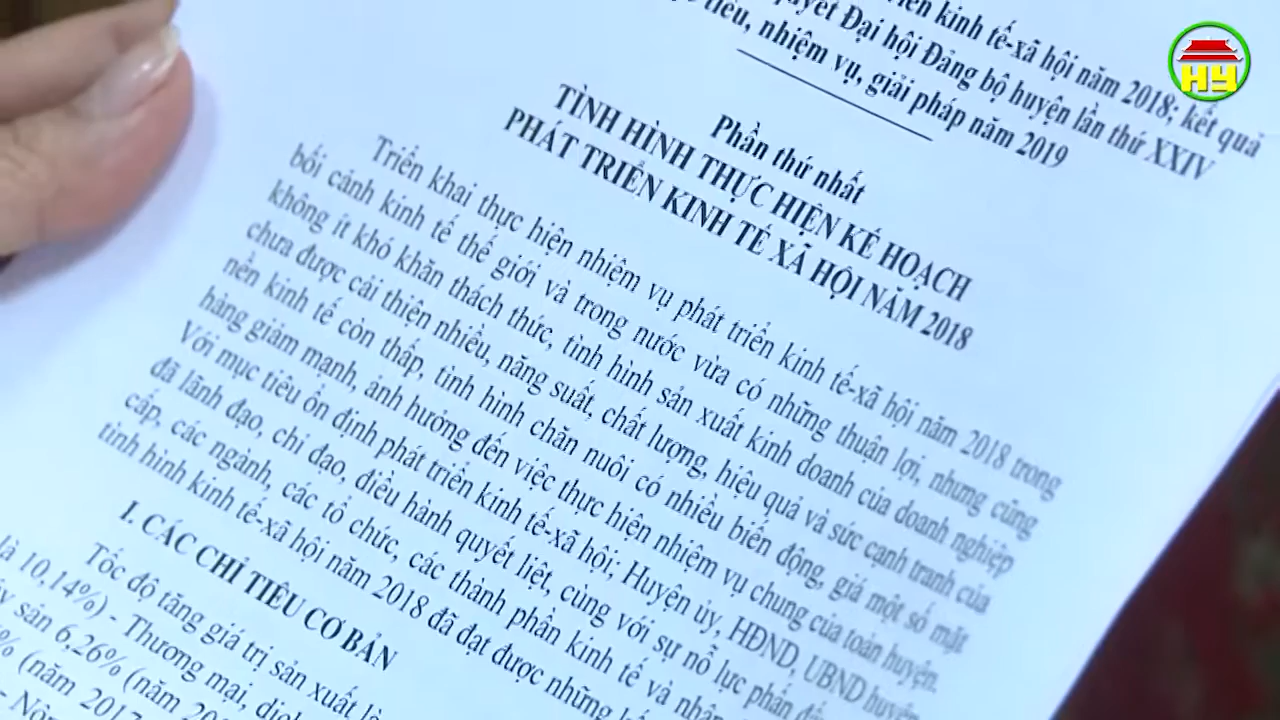 HY
kinh tế-xã hội năm 2018; kết quả
quyết Đại hội Đảng bộ huyện lần thứ XXIV
tiêu, nhiệm vụ, giải pháp năm 2019
Phần thứ nhất
TÌNH HÌNH THỰC HIỆN KẾ HOẠCH
PHÁT TRIỂN KINH TẾ XÃ HỘI NĂM 2018
Triển khai thực hiện nhiệm vụ phát triển kinh tế-xã hội năm 2018 trong
bối cảnh kinh tế thế giới và trong nước vừa có những thuận lợi, nhưng cũng
không ít khó khăn thách thức, tình hình sản xuất kinh doanh của doanh nghiệp
chưa được cải thiện nhiều, năng suất, chất lượng, hiệu quả và sức cạnh tranh của
nền kinh tế còn thấp, tình hình chăn nuôi có nhiều biến động, giá một số mặt
hàng giảm mạnh, ảnh hưởng đến việc thực hiện nhiệm vụ chung của toàn huyện.
Với mục tiêu ổn định phát triển kinh tế-xã hội; Huyện ủy, HĐND, UBND huyện
đã lãnh đạo, chỉ đạo, điều hành quyết liệt, cùng với sự nỗ lực phấn
cấp, các ngành, các tổ chức, các thành phần kinh tế và
tình hình kinh tế-xã hội năm 2018 đã đạt được những
I. CÁC CHỈ TIÊU CƠ BẢN
Tốc độ tăng giá trị sản xuất
là 10,14%) - Thương mại,
sản 6,26% (năm
% (năm 2017